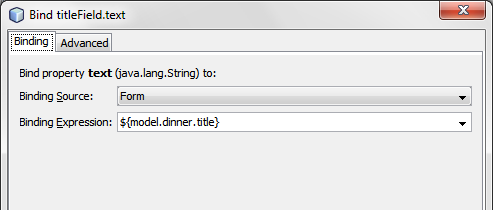 Bind titleField.text
Binding Advanced
Bind property text (java.lang.String) to:
Binding Source: Form
Binding Expression: ${model.dinner.title}